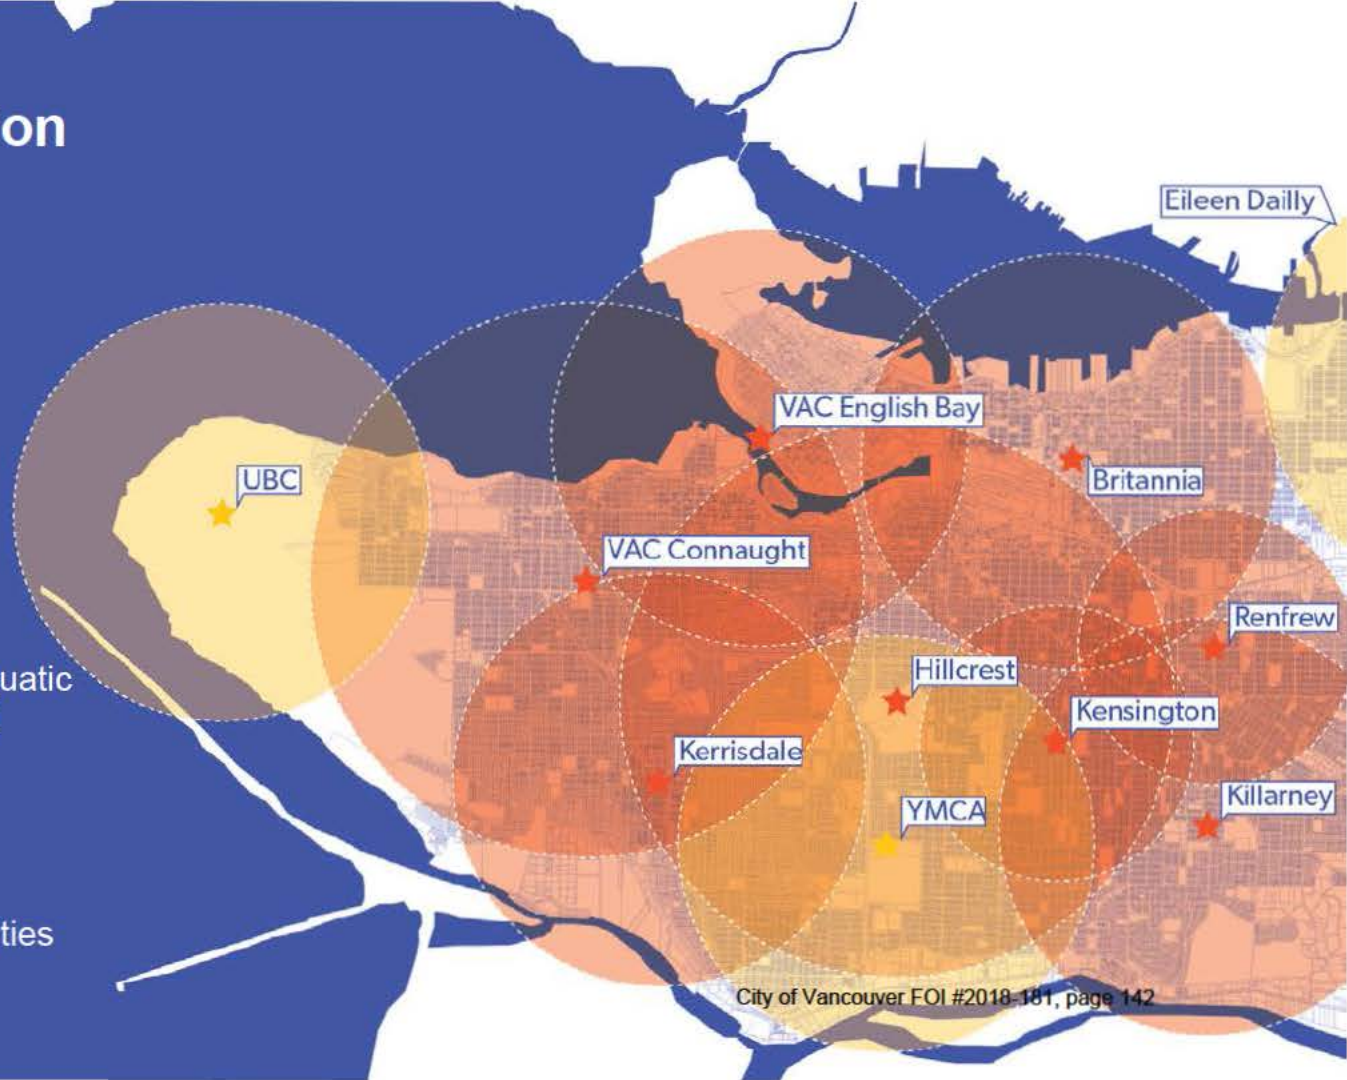 on
Eileen Dailly
VAC English Bay
UBC
Britannia
VAC Connaught
Renfrew
Hillcrest
uatic
Kensington
Kerrisdale
Killarney
YMCA
ties
City of Vancouver FOI #2018-181, page 142